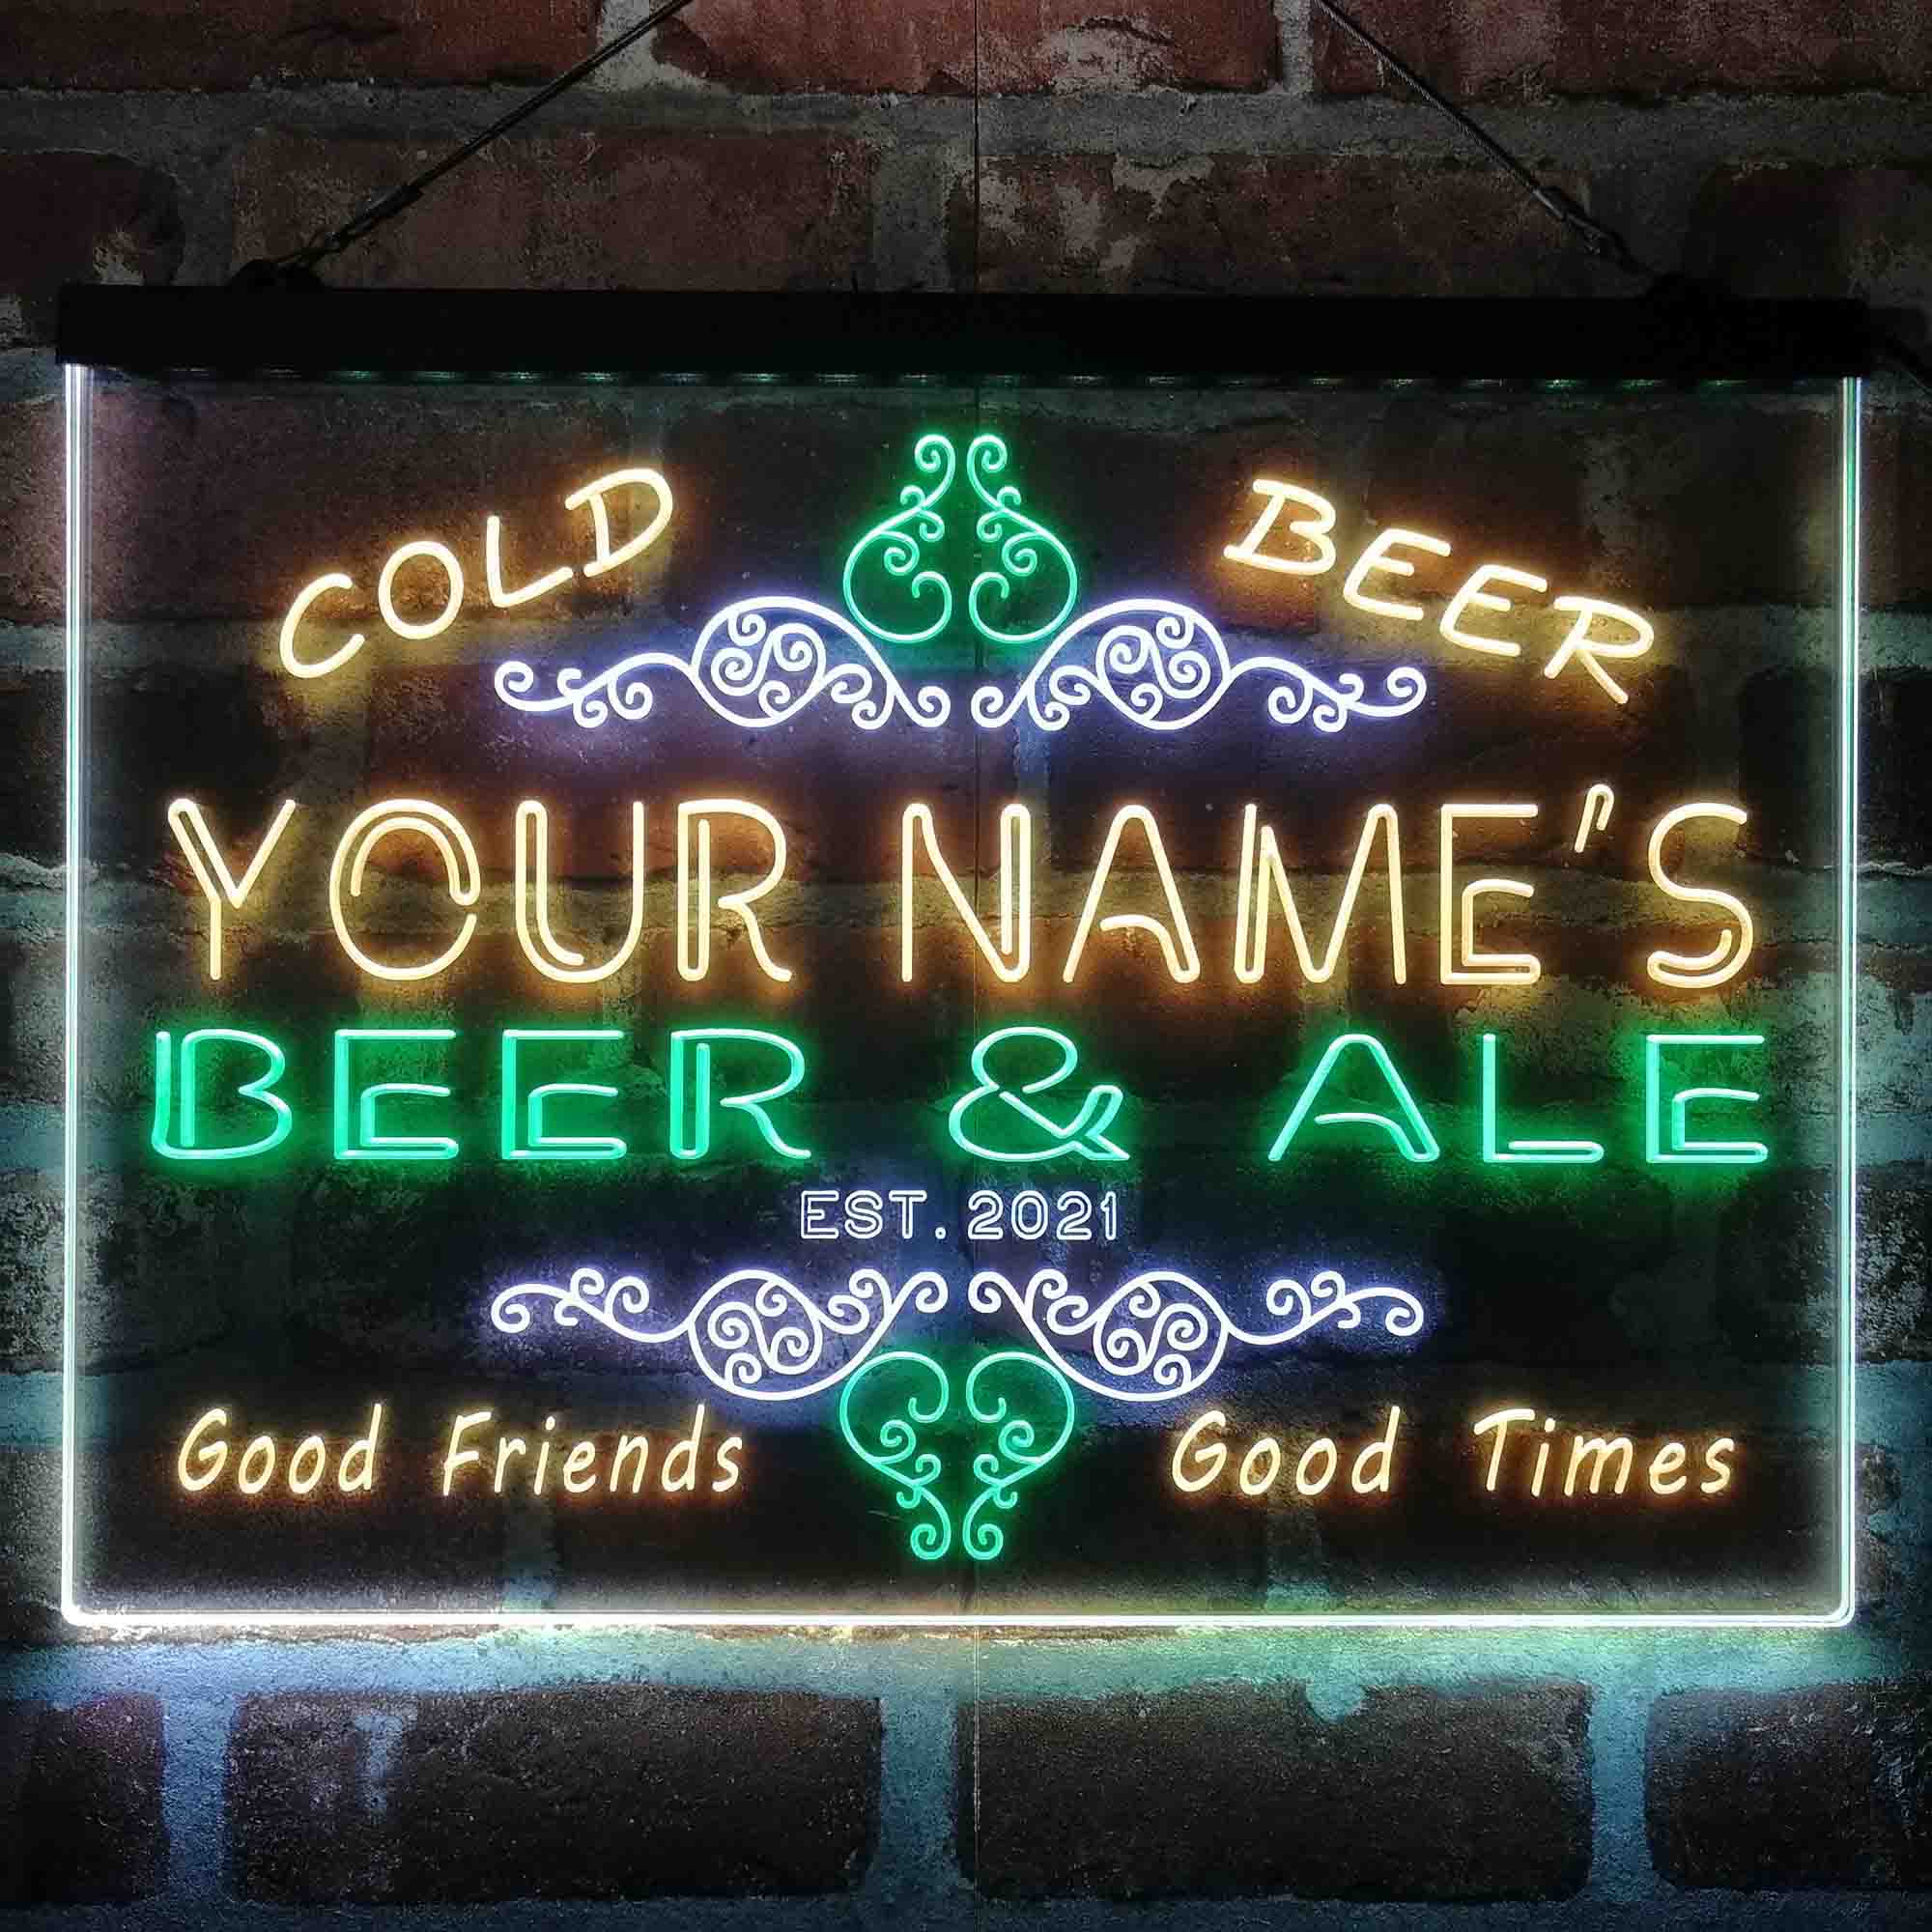 COLD BEER
YOUR NAME'S
BEER & ALE
EST. 2021
Good Friends Good Times